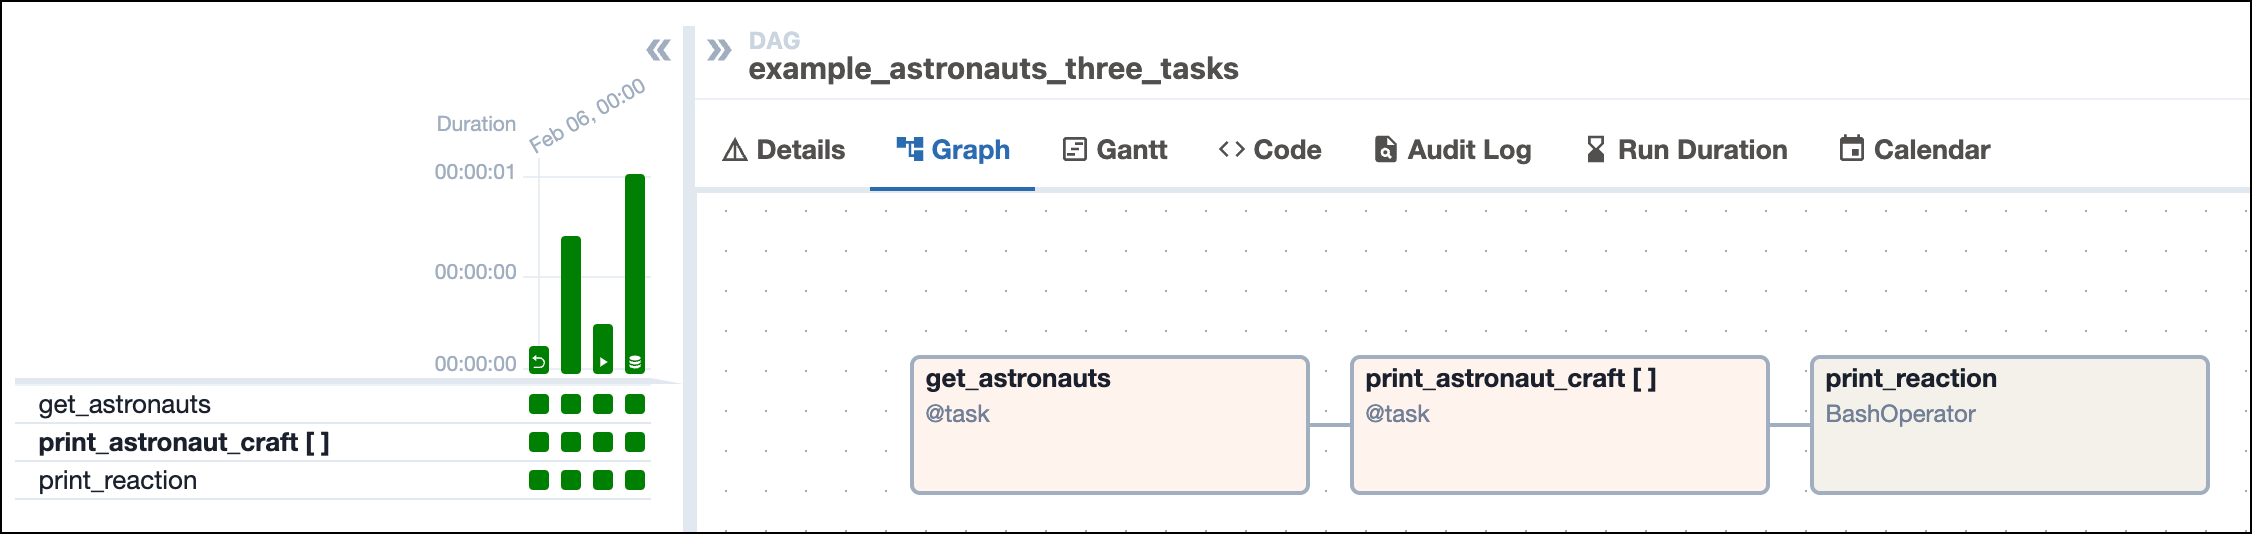 Duration
Feb 06, 00:00
00:00:01
00:00:00
00:00:00
get_astronauts
print_astronaut_craft [ ]
print_reaction
DAG
example_astronauts_three_tasks
Details Graph Gantt Code Audit Log Run Duration Calendar
get_astronauts
@task
print_astronaut_craft [ ]
@task
print_reaction
BashOperator